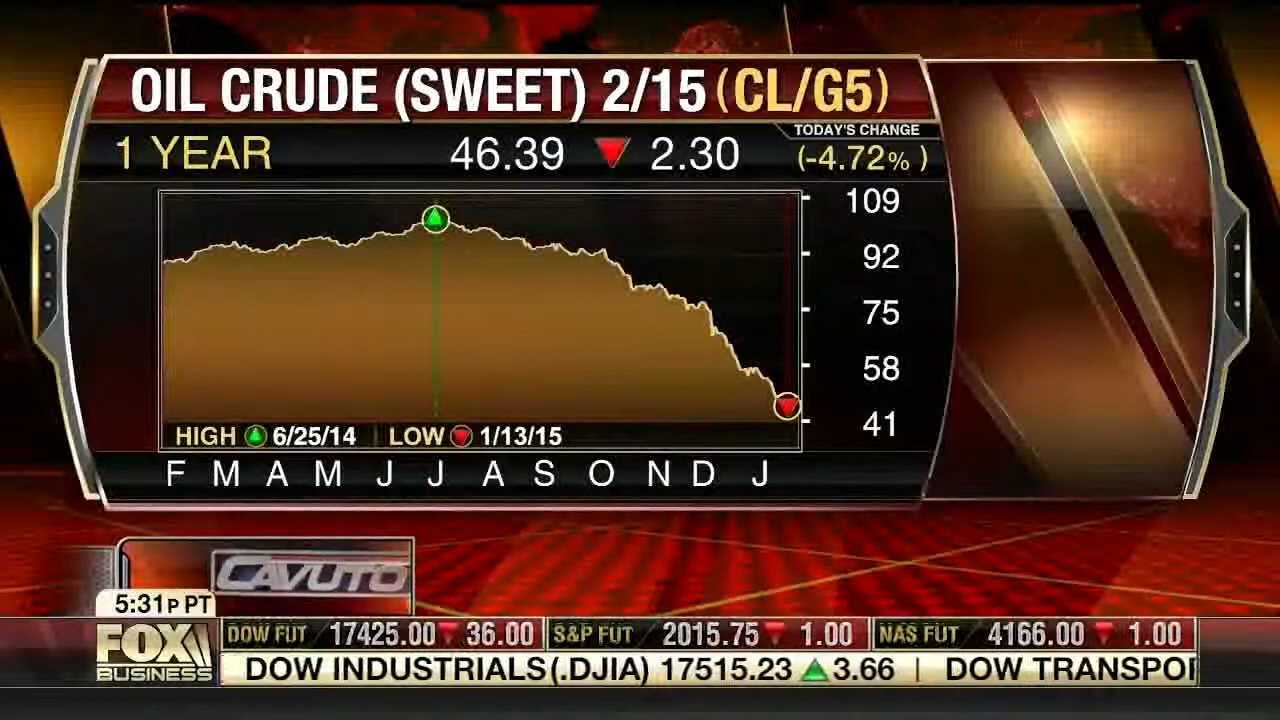 OIL CRUDE (SWEET) 2/15 (CL/G5)
TODAY'S CHANGE
1 YEAR 46.39 ▼ 2.30 (-4.72%)
109
92
75
58
41
HIGH ▲ 6/25/14 | LOW ▼ 1/13/15
F M A M J J A S O N D J
CAVUTO
5:31P PT
FOX
BUSINESS
DOW FUT 17425.00 ▼ 36.00 | S&P FUT 2015.75 ▼ 1.00 | NAS FUT 4166.00 ▼ 1.00
DOW INDUSTRIALS(.DJIA) 17515.23 ▲ 3.66 | DOW TRANSPO